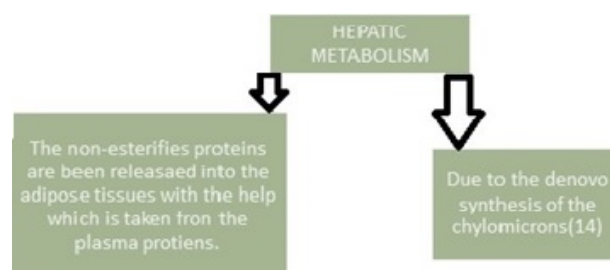 HEPATIC
METABOLISM
The non-esterifies proteins
are been releasaed into the
adipose tissues with the help
which is taken fron the
plasma protiens.
Due to the denovo
synthesis of the
chylomicrons(14)